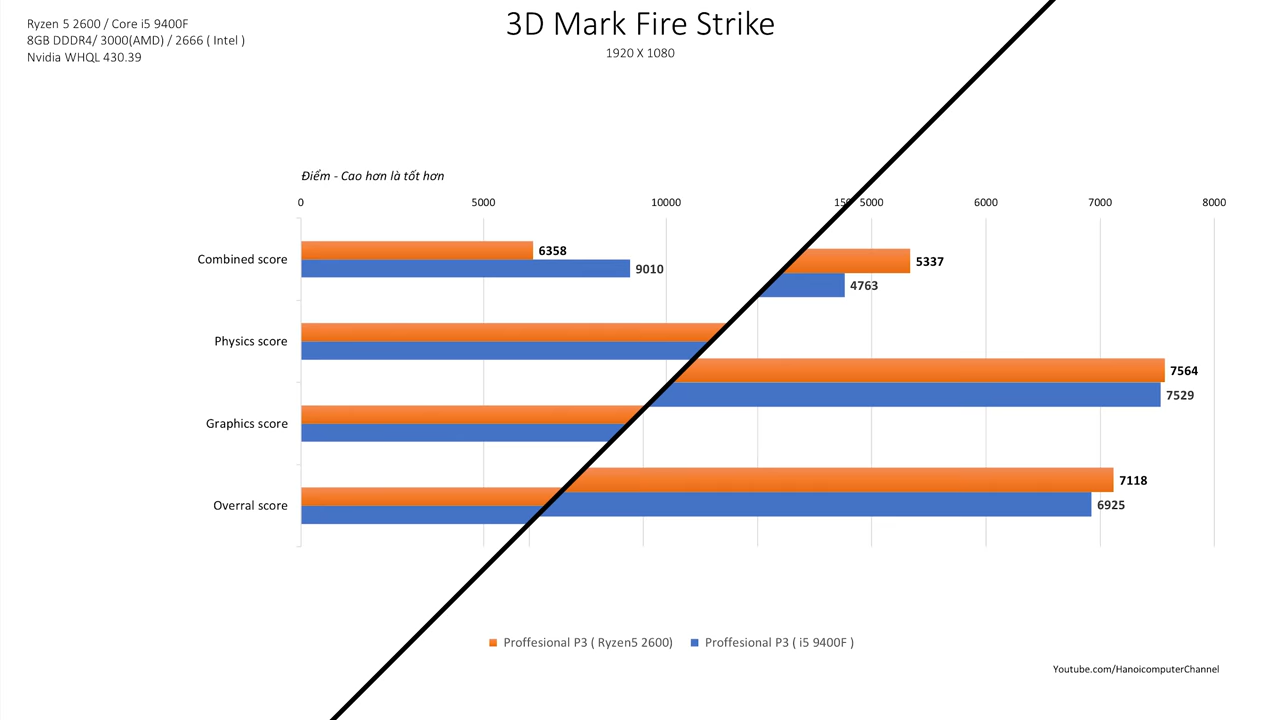 Ryzen 5 2600 / Core i5 9400F
8GB DDDR4/ 3000(AMD) / 2666 ( Intel )
Nvidia WHQL 430.39
3D Mark Fire Strike
1920 X 1080
Điểm - Cao hơn là tốt hơn
0 5000 10000 5000 6000 7000 8000
Combined score
6358
9010
5337
4763
Physics score
7564
7529
Graphics score
7118
6925
Overral score
Proffesional P3 ( Ryzen5 2600) Proffesional P3 ( i5 9400F )
Youtube.com/HanoicomputerChannel